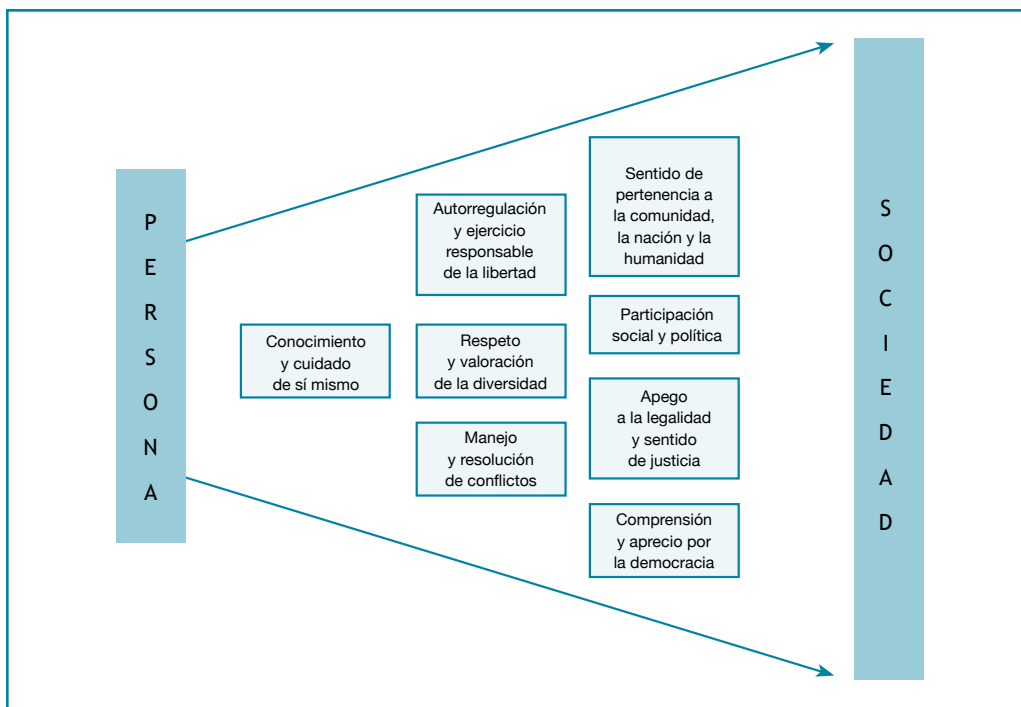 PERSONA
Conocimiento
y cuidado
de sí mismo
Autorregulación
y ejercicio
responsable
de la libertad
Respeto
y valoración
de la diversidad
Manejo
y resolución
de conflictos
Sentido de
pertenencia a
la comunidad,
la nación y la
humanidad
Participación
social y política
Apego
a la legalidad
y sentido
de justicia
Comprensión
y aprecio por
la democracia
SOCIEDAD